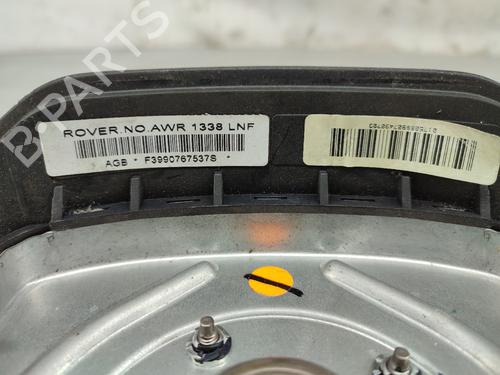 ROVER.NO.AWR 1338 LNF
AGB * F3990767537S *
B-PARTS